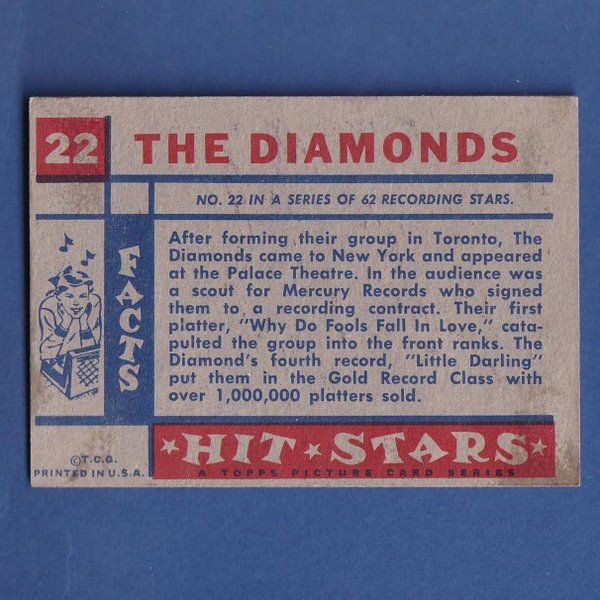 22
THE DIAMONDS
NO. 22 IN A SERIES OF 62 RECORDING STARS.
FACTS
After forming their group in Toronto, The
Diamonds came to New York and appeared
at the Palace Theatre. In the audience was
a scout for Mercury Records who signed
them to a recording contract. Their first
platter, "Why Do Fools Fall In Love," cata-
pulted the group into the front ranks. The
Diamond's fourth record, "Little Darling"
put them in the Gold Record Class with
over 1,000,000 platters sold.
©T.C.G.
PRINTED IN U.S.A.
HIT STARS
A TOPPS PICTURE CARD SERIES